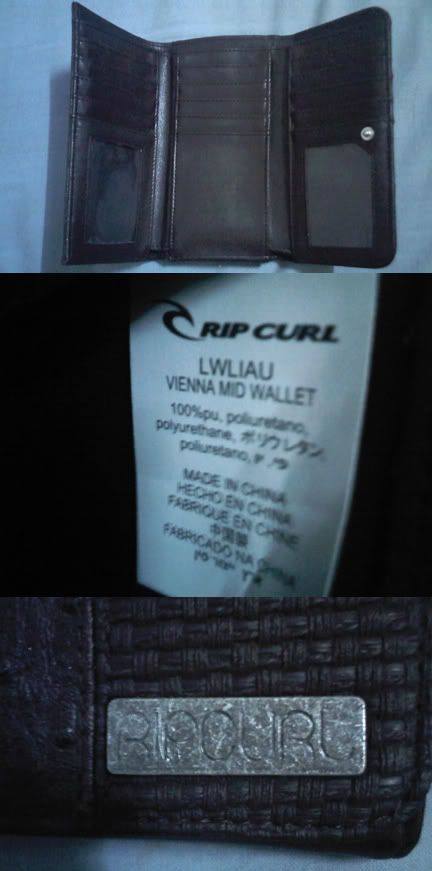 RIP CURL
LWLIAU
VIENNA MID WALLET
100%pu, poliuretano,
polyurethane, ポリウレタン,
poliuretano,
MADE IN CHINA
HECHO EN CHINA
FABRIQUE EN CHINE
中国製
FABRICADO NA CHINA
RIPCURL